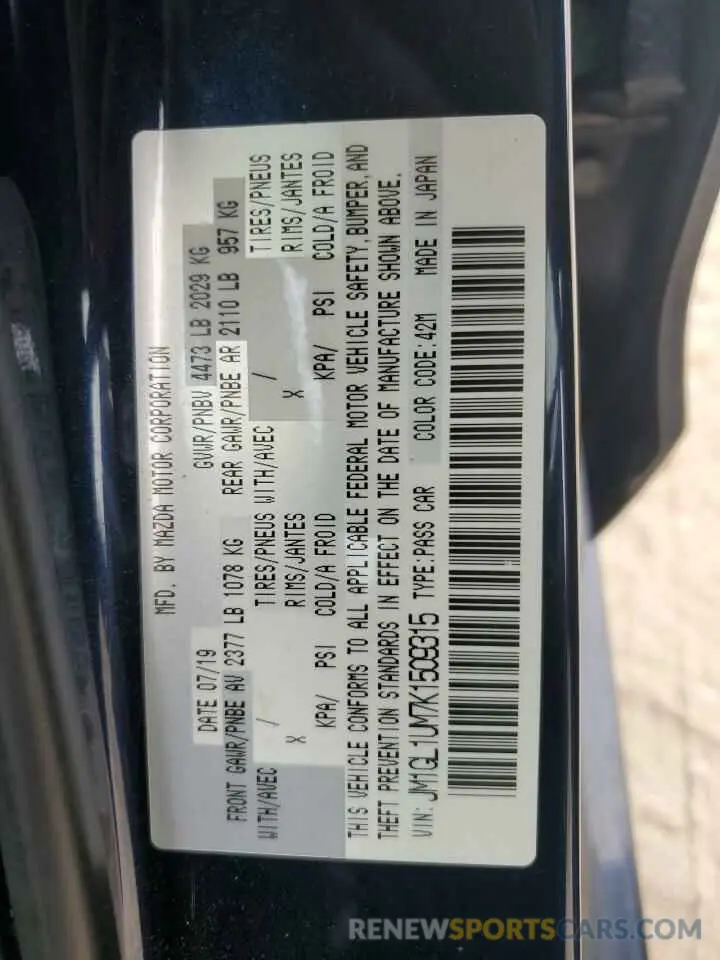 MFD. BY MAZDA MOTOR CORPORATION
DATE 07/19 GVWR/PNBV 4473 LB 2029 KG
FRONT GAWR/PNBE AV 2377 LB 1078 KG REAR GAWR/PNBE AR 2110 LB 957 KG
WITH/AVEC / TIRES/PNEUS WITH/AVEC / TIRES/PNEUS
X RIMS/JANTES X RIMS/JANTES
KPA/ PSI COLD/A FROID KPA/ PSI COLD/A FROID
THIS VEHICLE CONFORMS TO ALL APPLICABLE FEDERAL MOTOR VEHICLE SAFETY, BUMPER, AND
THEFT PREVENTION STANDARDS IN EFFECT ON THE DATE OF MANUFACTURE SHOWN ABOVE.
VIN: JM1GL1UM7K1509315 TYPE: PASS CAR COLOR CODE: 42M MADE IN JAPAN
RENEWSPORTSCARS.COM